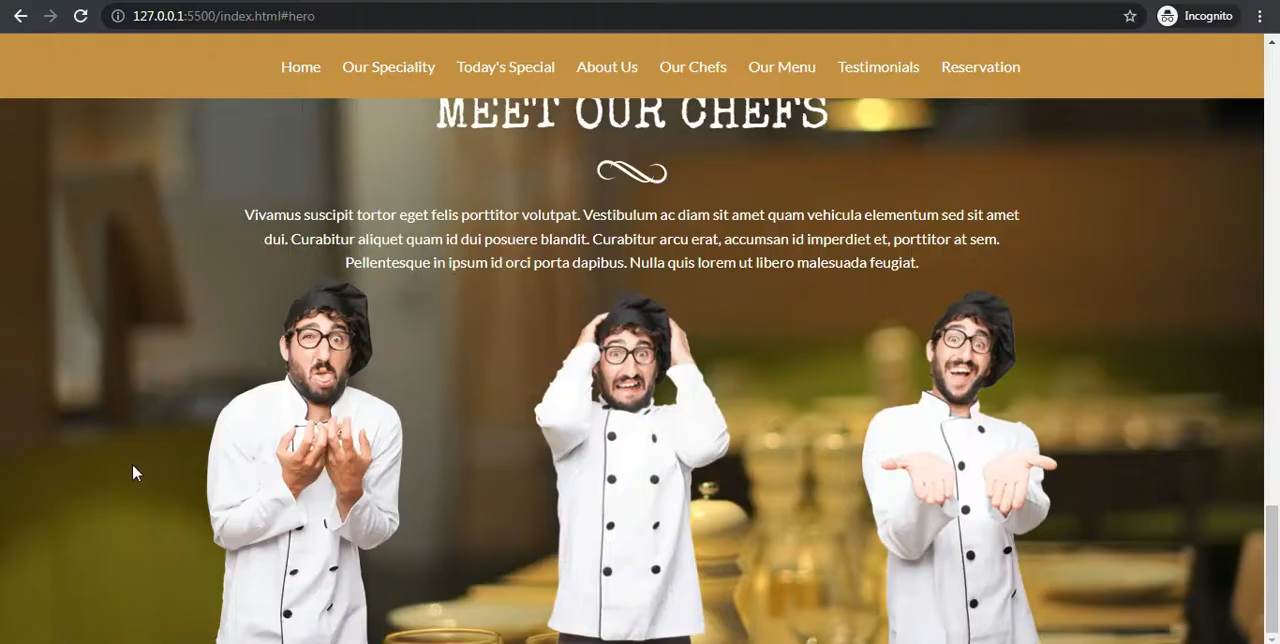 127.0.0.1:5500/index.html#hero Incognito
Home Our Speciality Today's Special About Us Our Chefs Our Menu Testimonials Reservation
MEET OUR CHEFS
Vivamus suscipit tortor eget felis porttitor volutpat. Vestibulum ac diam sit amet quam vehicula elementum sed sit amet
dui. Curabitur aliquet quam id dui posuere blandit. Curabitur arcu erat, accumsan id imperdiet et, porttitor at sem.
Pellentesque in ipsum id orci porta dapibus. Nulla quis lorem ut libero malesuada feugiat.